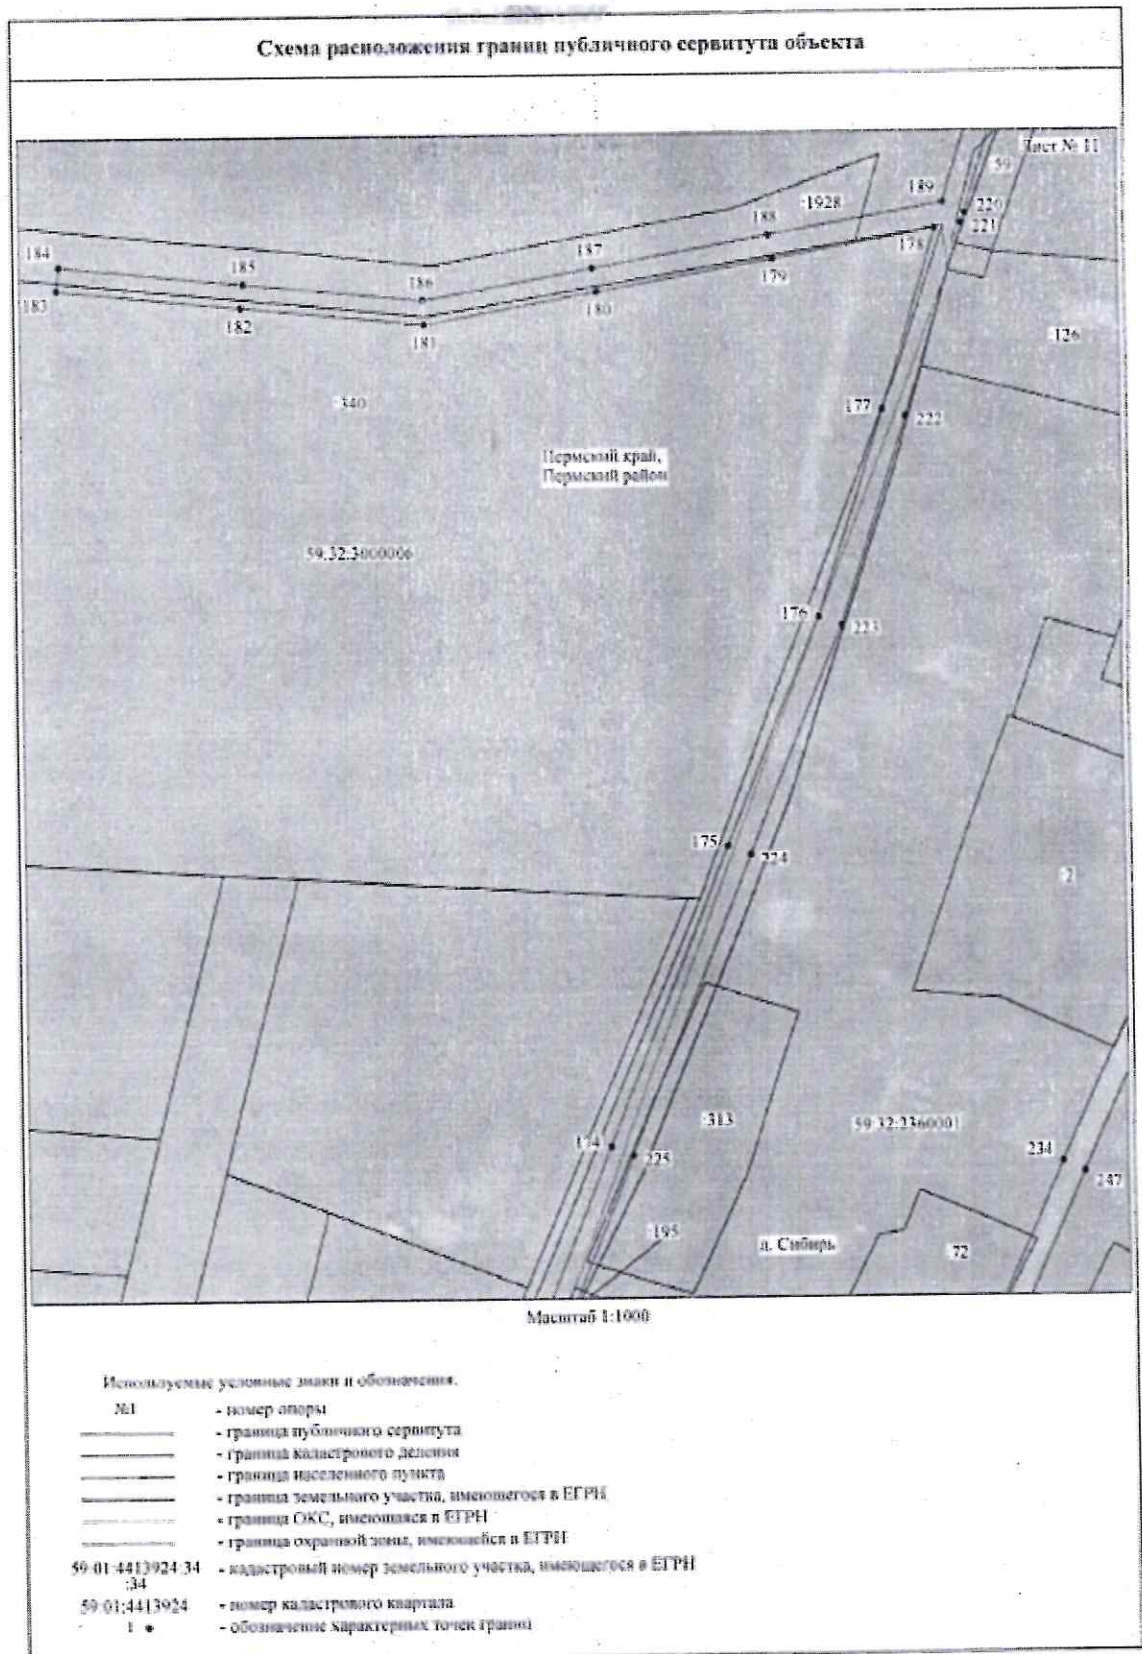 Схема расположения границ публичного сервитута объекта
Лист № 11
59
189
:1928
220
188
221
187
178
184
185
179
186
180
183
182
181
126
340
177
222
Пермский край,
Пермский район
59:32:3000006
176
223
175
224
:2
:313
59:32:2360001
174
225
234
247
:195
д. Сибирь
72
Масштаб 1:1000
Используемые условные знаки и обозначения.
№1 - номер опоры
- граница публичного сервитута
- граница кадастрового деления
- граница населенного пункта
- граница земельного участка, имеющегося в ЕГРН
- граница ОКС, имеющаяся в ЕГРН
- граница охранной зоны, имеющейся в ЕГРН
59:01:4413924:34 - кадастровый номер земельного участка, имеющегося в ЕГРН
:34
59:01:4413924 - номер кадастрового квартала
1 - обозначение характерных точек границ